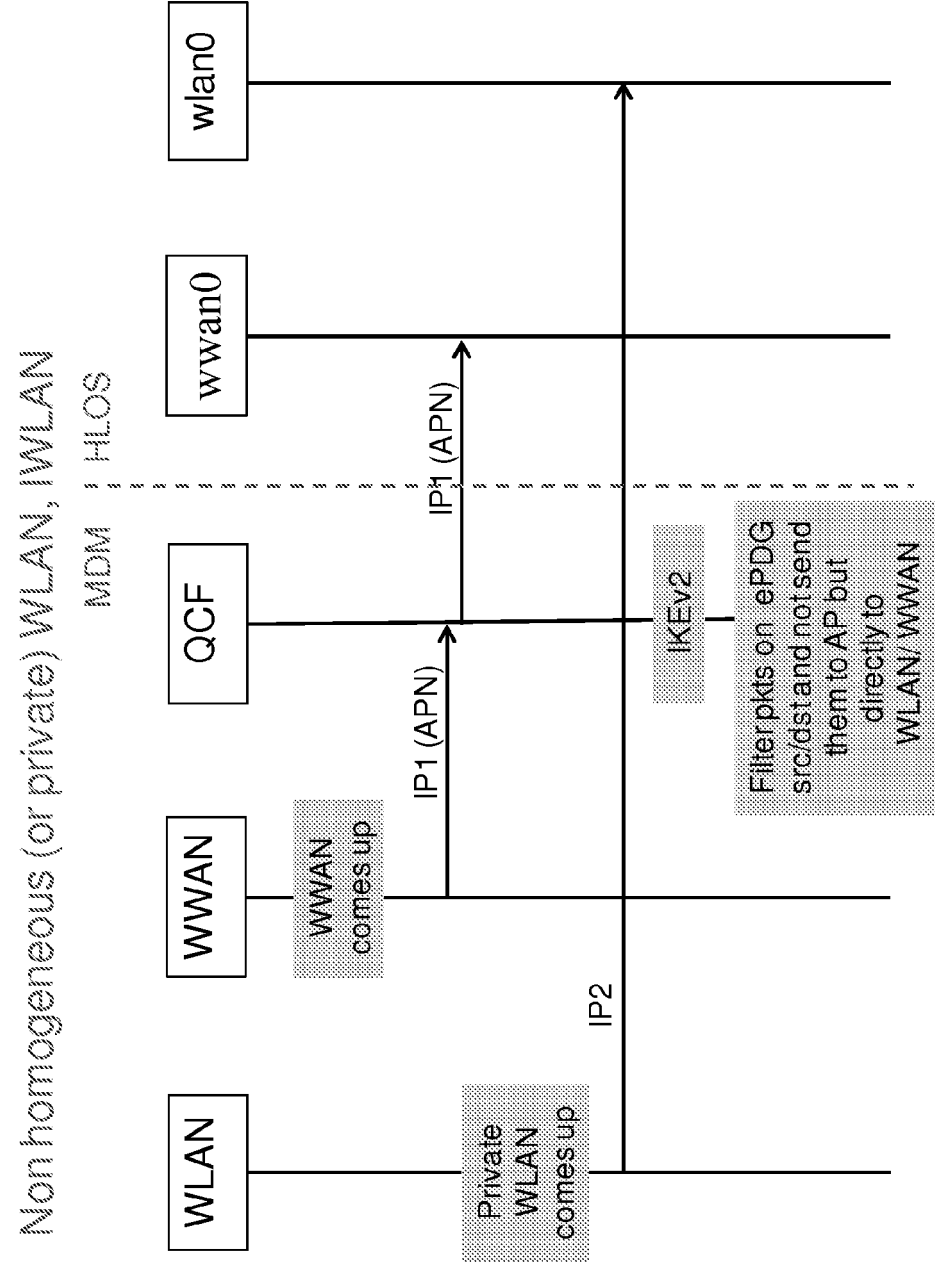 Non homogeneous (or private) WLAN, IWLAN
MDM
HLOS
WLAN
WWAN
QCF
wwan0
wlan0
WWAN
comes up
IP1 (APN)
IP1 (APN)
Private
WLAN
comes up
IP2
IKEv2
Filter pkts on ePDG
src/dst and not send
them to AP but
directly to
WLAN/ WWAN